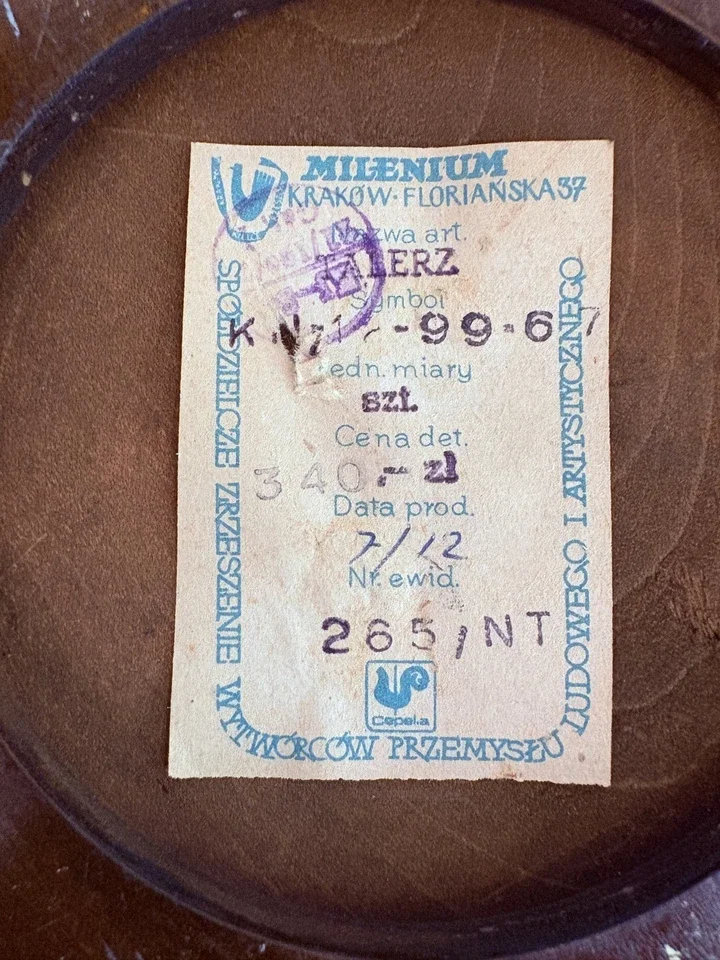 MILENIUM
KRAKÓW·FLORIAŃSKA 37
Nazwa art.
TALERZ
Symbol
-99-67
Jedn. miary
szt.
Cena det.
340,- zł
Data prod.
7/12
Nr. ewid.
265/NT
Cepelia
SPÓŁDZIELCZE ZRZESZENIE WYTWÓRCÓW PRZEMYSŁU LUDOWEGO I ARTYSTYCZNEGO